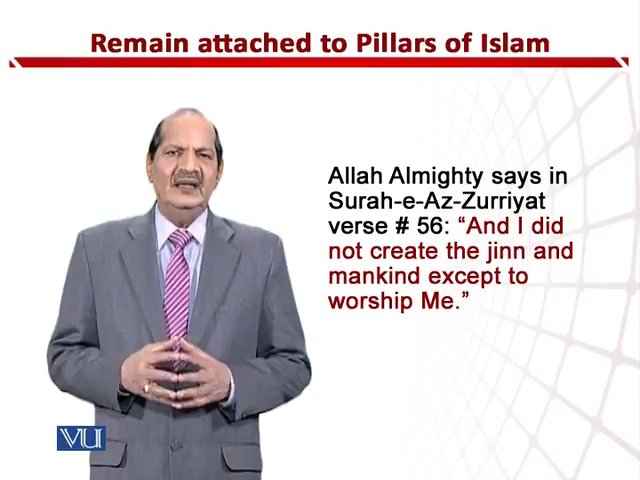 Remain attached to Pillars of Islam
Allah Almighty says in
Surah-e-Az-Zurriyat
verse # 56: “And I did
not create the jinn and
mankind except to
worship Me.”
VU